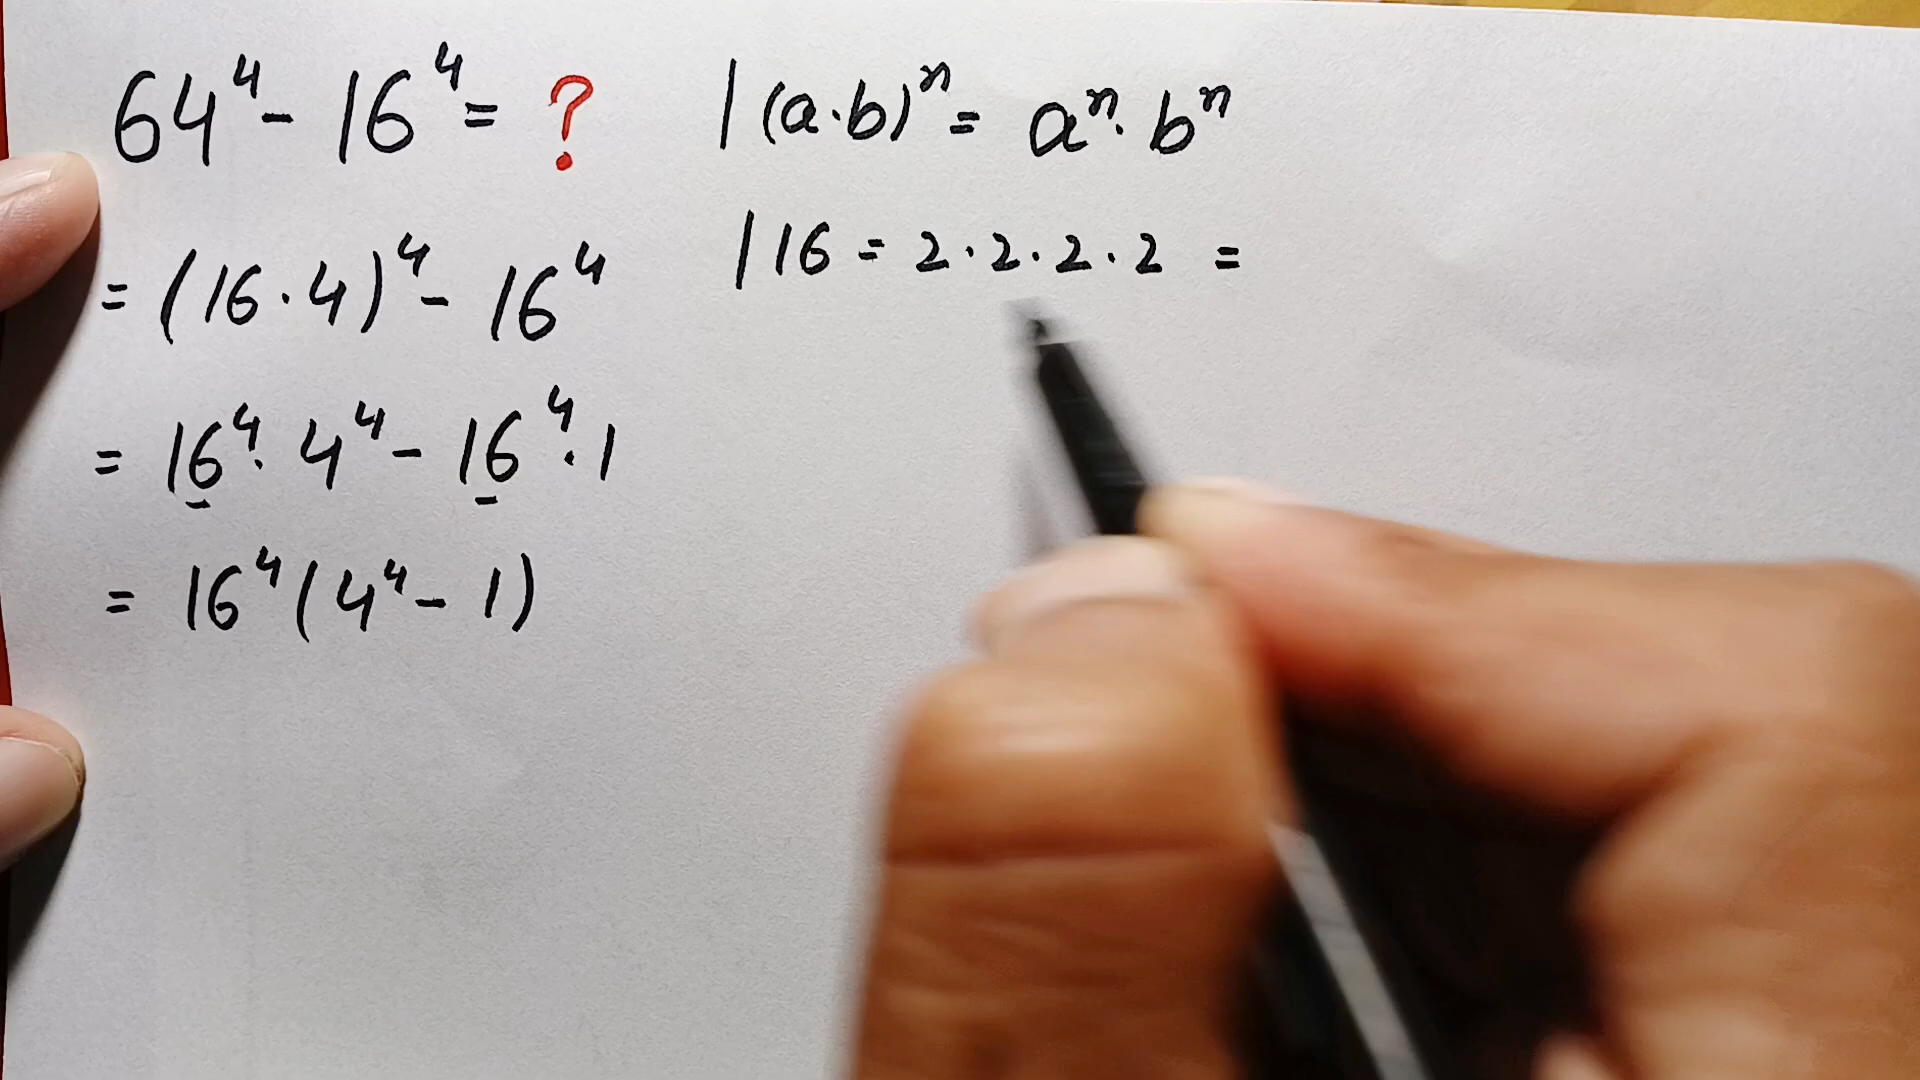 64⁴ - 16⁴ = ? | (a·b)ⁿ = aⁿ·bⁿ
= (16·4)⁴ - 16⁴ | 16 = 2·2·2·2 =
= 16⁴·4⁴ - 16⁴·1
= 16⁴(4⁴ - 1)